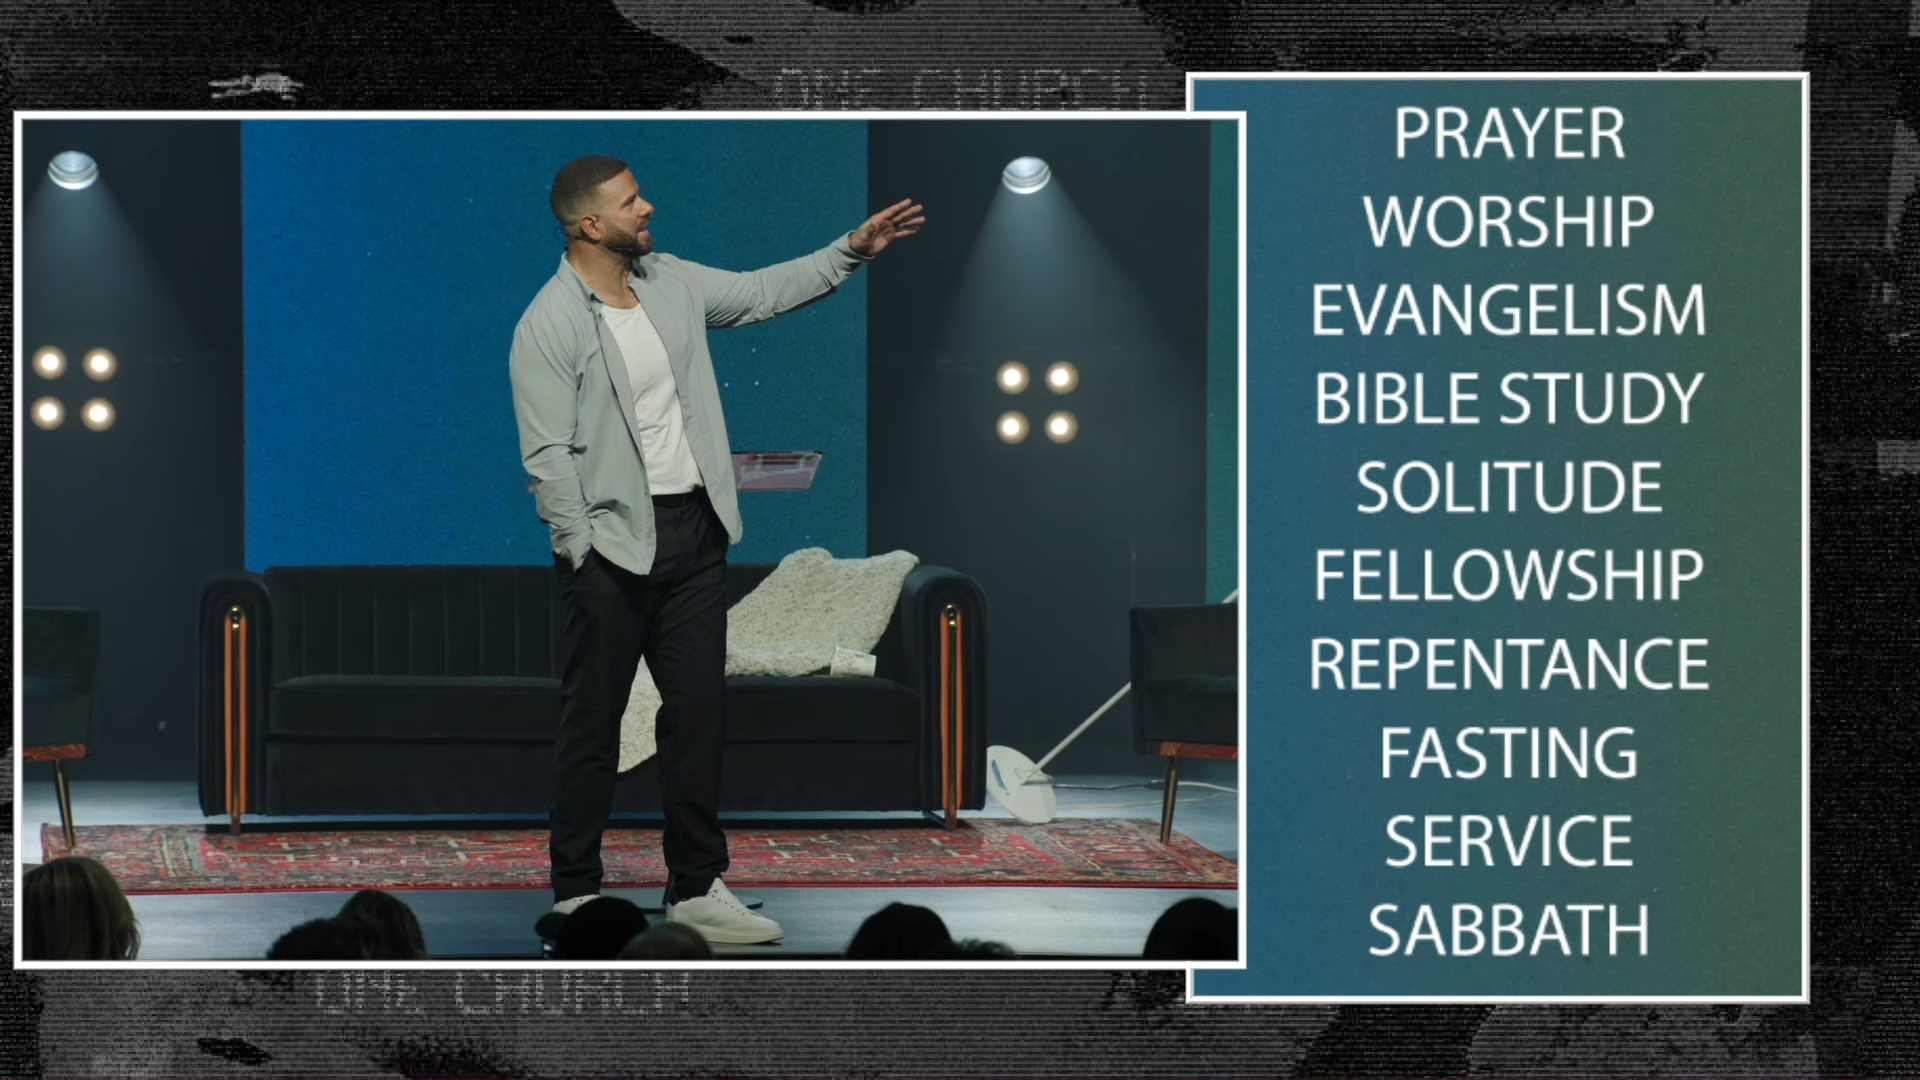 ONE CHURCH
PRAYER
WORSHIP
EVANGELISM
BIBLE STUDY
SOLITUDE
FELLOWSHIP
REPENTANCE
FASTING
SERVICE
SABBATH
ONE CHURCH